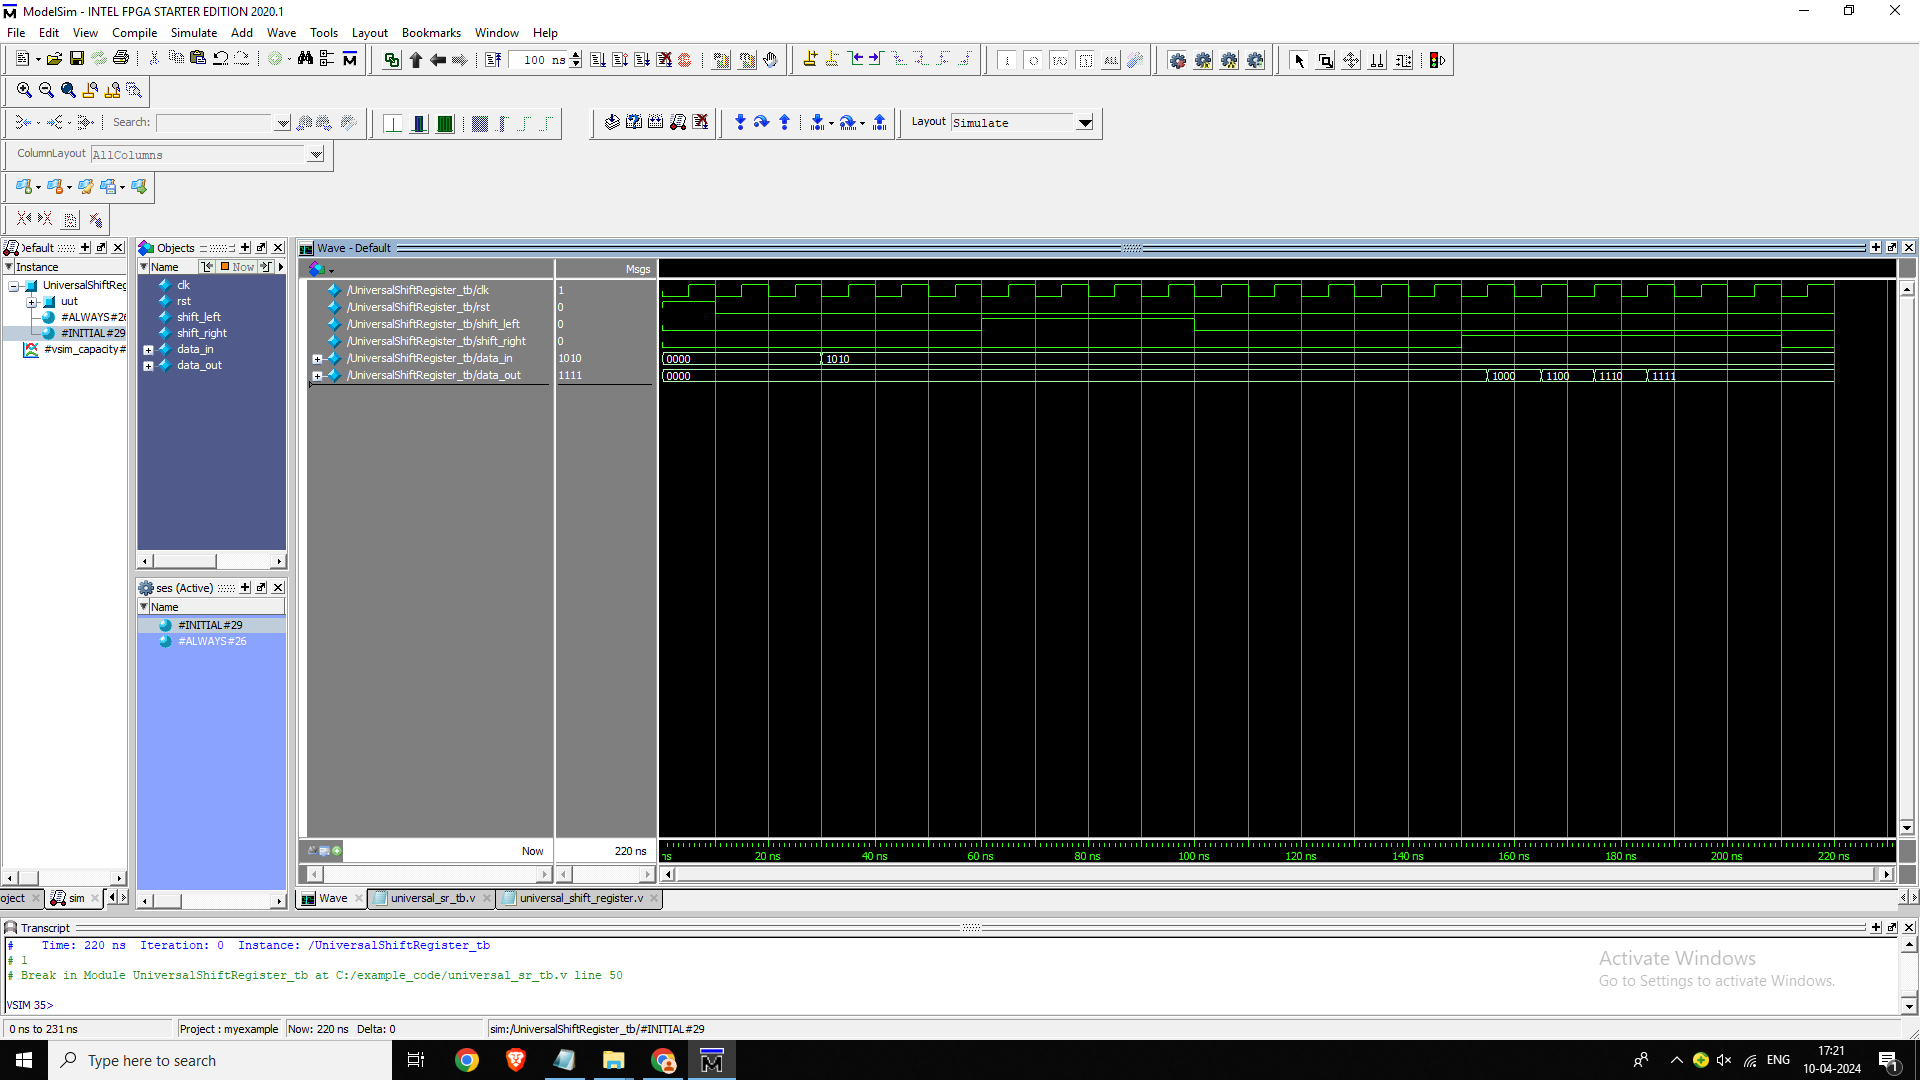 ModelSim - INTEL FPGA STARTER EDITION 2020.1
File Edit View Compile Simulate Add Wave Tools Layout Bookmarks Window Help
100 ns
Search:
Layout Simulate
ColumnLayout AllColumns
Default
Instance
UniversalShiftReg
uut
#ALWAYS#26
#INITIAL#29
#vsim_capacity#
Objects
Name Now
clk
rst
shift_left
shift_right
data_in
data_out
ses (Active)
Name
#INITIAL#29
#ALWAYS#26
Wave - Default
Msgs
/UniversalShiftRegister_tb/clk 1
/UniversalShiftRegister_tb/rst 0
/UniversalShiftRegister_tb/shift_left 0
/UniversalShiftRegister_tb/shift_right 0
/UniversalShiftRegister_tb/data_in 1010 0000 1010
/UniversalShiftRegister_tb/data_out 1111 0000 1000 1100 1110 1111
Now 220 ns
ns 20 ns 40 ns 60 ns 80 ns 100 ns 120 ns 140 ns 160 ns 180 ns 200 ns 220 ns
oject sim
Wave universal_sr_tb.v universal_shift_register.v
Transcript
# Time: 220 ns Iteration: 0 Instance: /UniversalShiftRegister_tb
# 1
# Break in Module UniversalShiftRegister_tb at C:/example_code/universal_sr_tb.v line 50
VSIM 35>
Activate Windows
Go to Settings to activate Windows.
0 ns to 231 ns Project : myexample Now: 220 ns Delta: 0 sim:/UniversalShiftRegister_tb/#INITIAL#29
Type here to search
ENG
17:21
10-04-2024
1